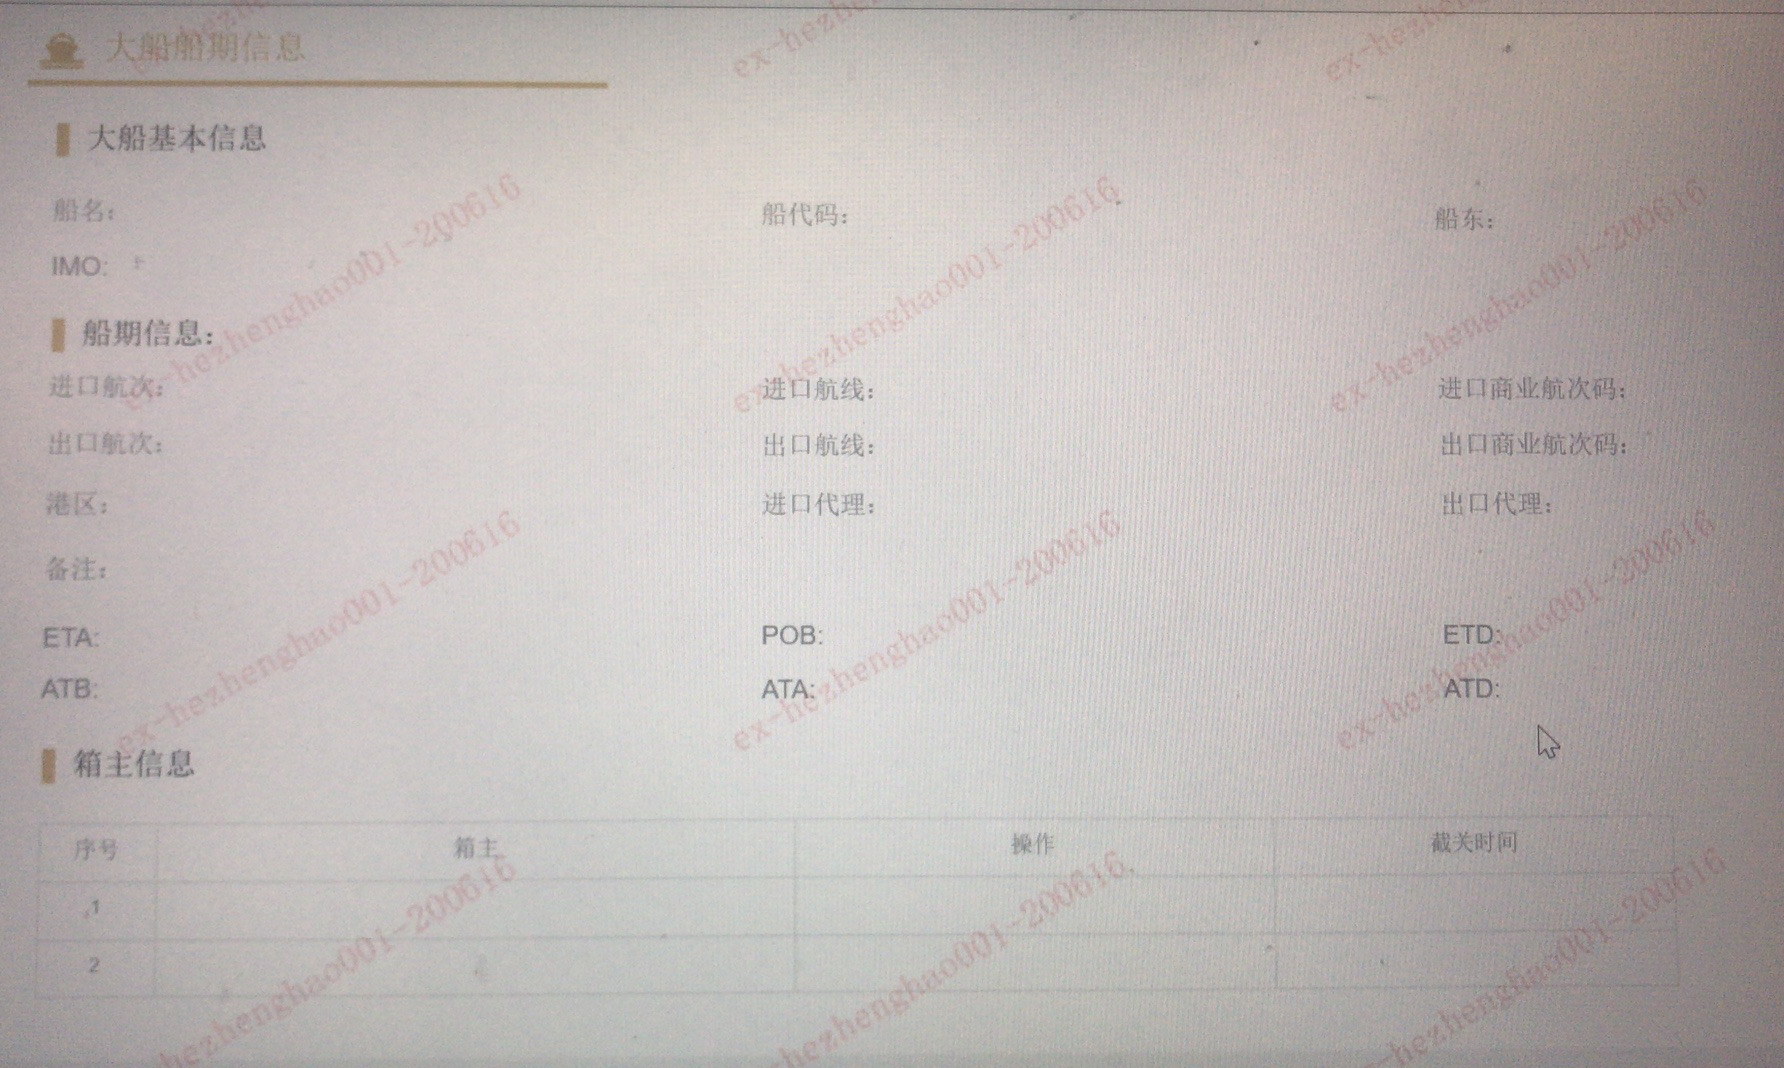 大船船期信息
大船基本信息
船名： 船代码： 船东：
IMO:
船期信息：
进口航次： 进口航线： 进口商业航次码：
出口航次： 出口航线： 出口商业航次码：
港区： 进口代理： 出口代理：
备注：
ETA: POB: ETD:
ATB: ATA: ATD:
箱主信息
序号 箱主 操作 截关时间
1
2
ex-hezhenghao001-200616
ex-hezhenghao001-200616
ex-hezhenghao001-200616
ex-hezhenghao001-200616
ex-hezhenghao001-200616
ex-hezhenghao001-200616
hezhenghao001-200616
hezhenghao001-200616
-hezhenghao001-200616